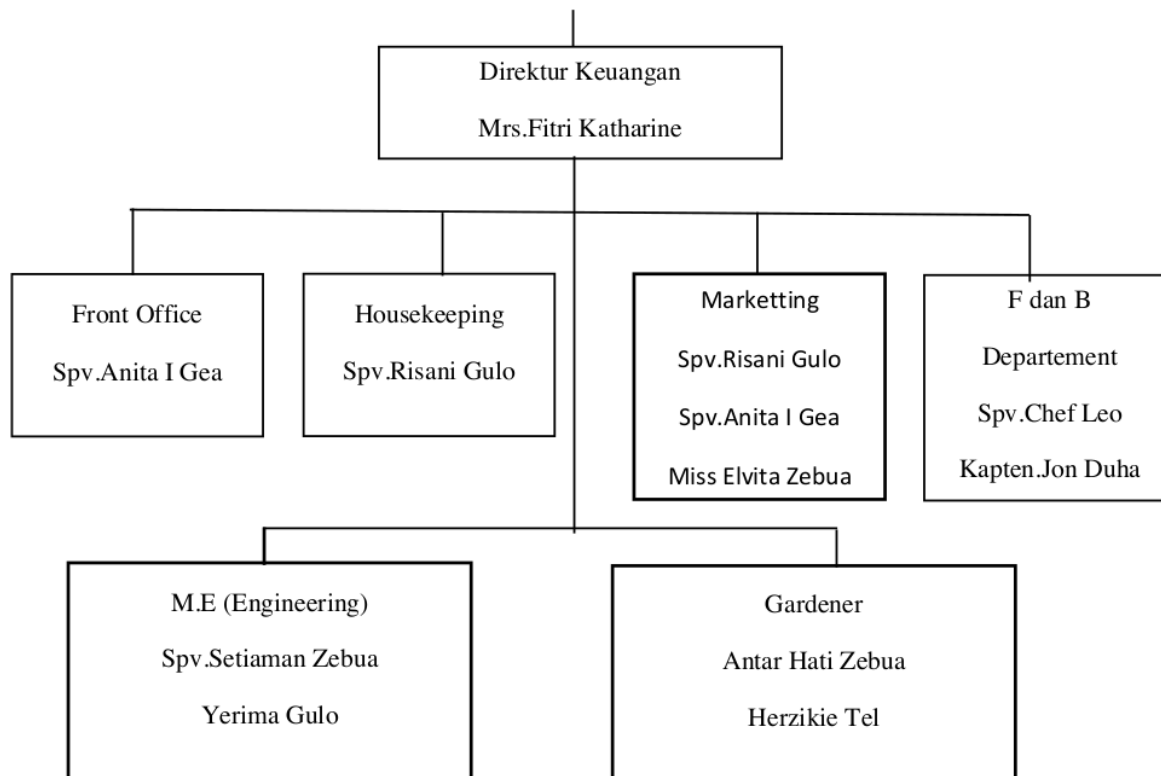 Direktur Keuangan
Mrs.Fitri Katharine
Front Office
Spv.Anita I Gea
Housekeeping
Spv.Risani Gulo
Marketting
Spv.Risani Gulo
Spv.Anita I Gea
Miss Elvita Zebua
F dan B
Departement
Spv.Chef Leo
Kapten.Jon Duha
M.E (Engineering)
Spv.Setiaman Zebua
Yerima Gulo
Gardener
Antar Hati Zebua
Herzikie Tel